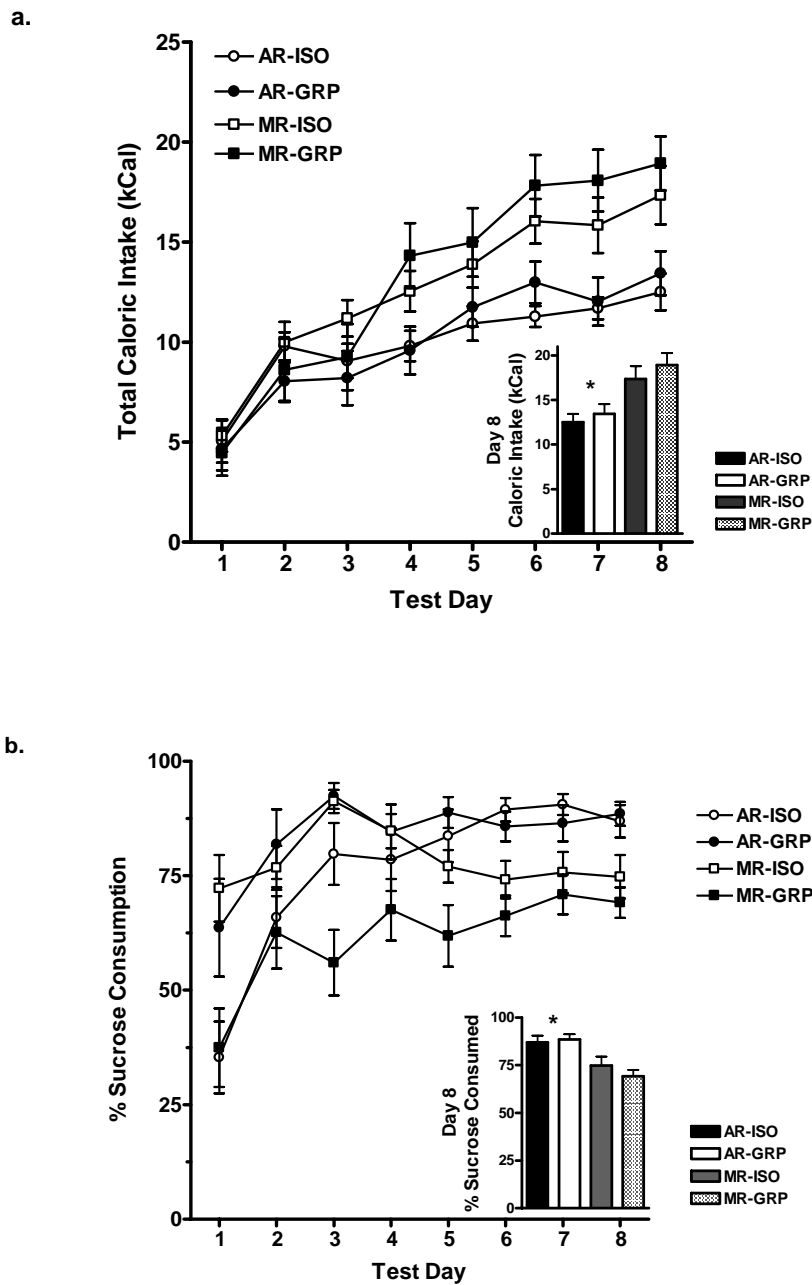 a.
25
20
15
10
5
0
Total Caloric Intake (kCal)
AR-ISO
AR-GRP
MR-ISO
MR-GRP
1 2 3 4 5 6 7 8
Test Day
20
15
10
5
0
Day 8
Caloric Intake (kCal)
*
AR-ISO
AR-GRP
MR-ISO
MR-GRP
b.
100
75
50
25
0
% Sucrose Consumption
AR-ISO
AR-GRP
MR-ISO
MR-GRP
1 2 3 4 5 6 7 8
Test Day
100
75
50
25
0
Day 8
% Sucrose Consumed
*
AR-ISO
AR-GRP
MR-ISO
MR-GRP